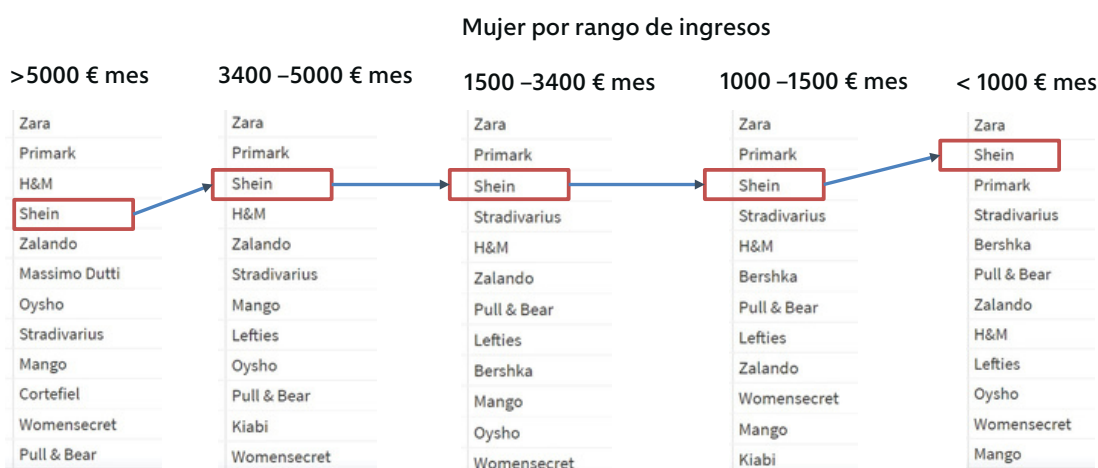 Mujer por rango de ingresos
>5000 € mes
Zara
Primark
H&M
Shein
Zalando
Massimo Dutti
Oysho
Stradivarius
Mango
Cortefiel
Womensecret
Pull & Bear
3400 –5000 € mes
Zara
Primark
Shein
H&M
Zalando
Stradivarius
Mango
Lefties
Oysho
Pull & Bear
Kiabi
Womensecret
1500 –3400 € mes
Zara
Primark
Shein
Stradivarius
H&M
Zalando
Pull & Bear
Lefties
Bershka
Mango
Oysho
Womensecret
1000 –1500 € mes
Zara
Primark
Shein
Stradivarius
H&M
Bershka
Pull & Bear
Lefties
Zalando
Womensecret
Mango
Kiabi
< 1000 € mes
Zara
Shein
Primark
Stradivarius
Bershka
Pull & Bear
Zalando
H&M
Lefties
Oysho
Womensecret
Mango